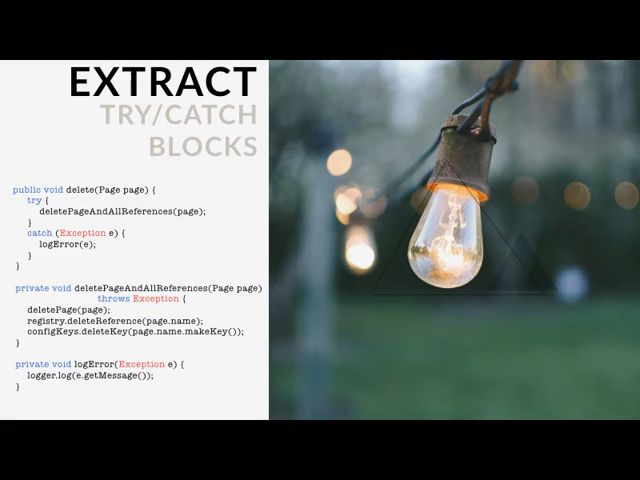 EXTRACT
TRY/CATCH
BLOCKS
public void delete(Page page) {
try {
deletePageAndAllReferences(page);
}
catch (Exception e) {
logError(e);
}
}
private void deletePageAndAllReferences(Page page)
throws Exception {
deletePage(page);
registry.deleteReference(page.name);
configKeys.deleteKey(page.name.makeKey());
}
private void logError(Exception e) {
logger.log(e.getMessage());
}